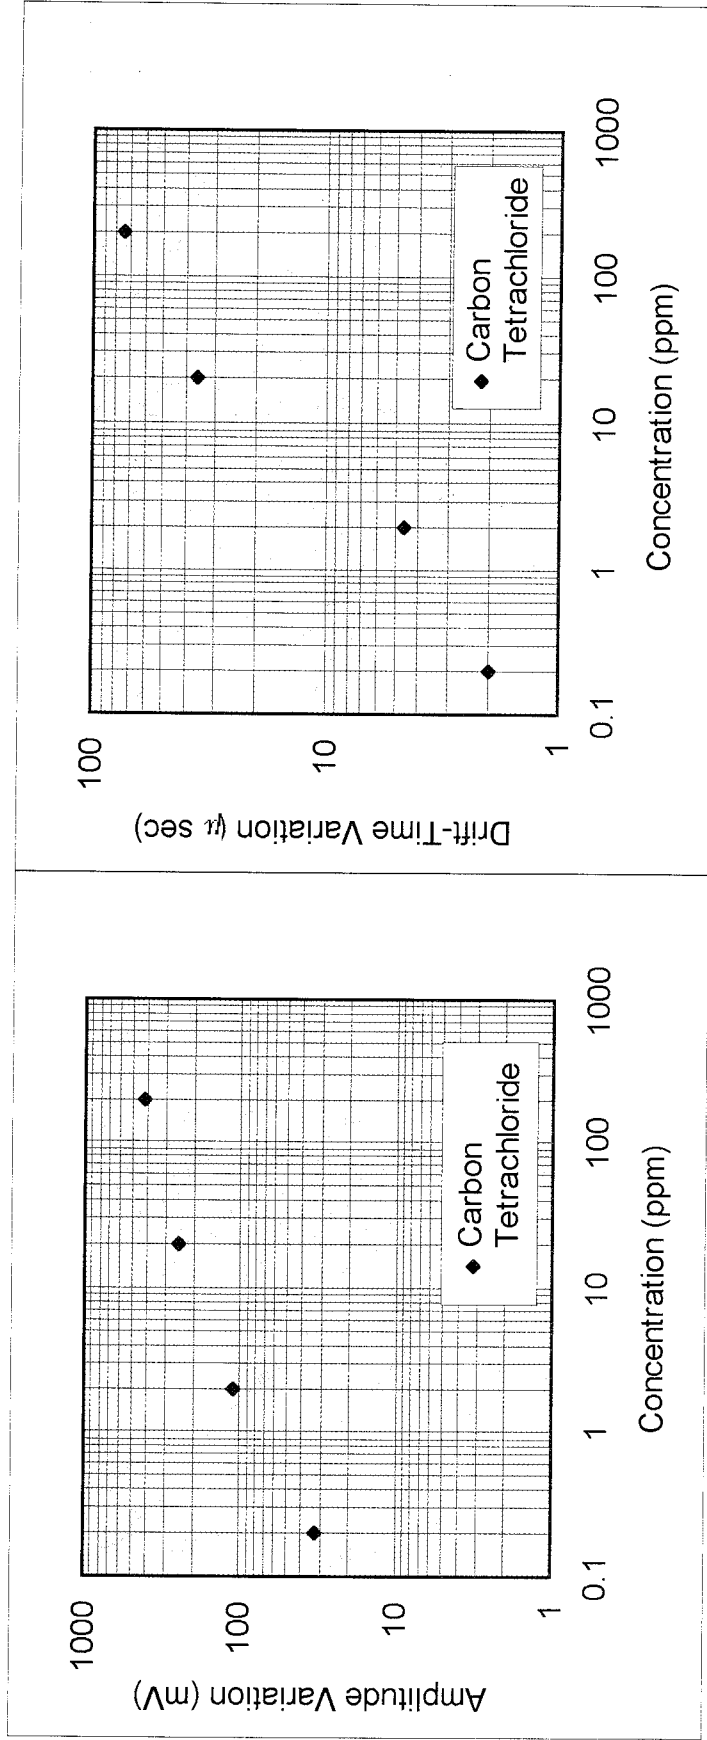 1000
100
10
1
0.1
1
10
100
1000
Amplitude Variation (mV)
Concentration (ppm)
Carbon
Tetrachloride
100
10
1
0.1
1
10
100
1000
Drift-Time Variation (μ sec)
Concentration (ppm)
Carbon
Tetrachloride